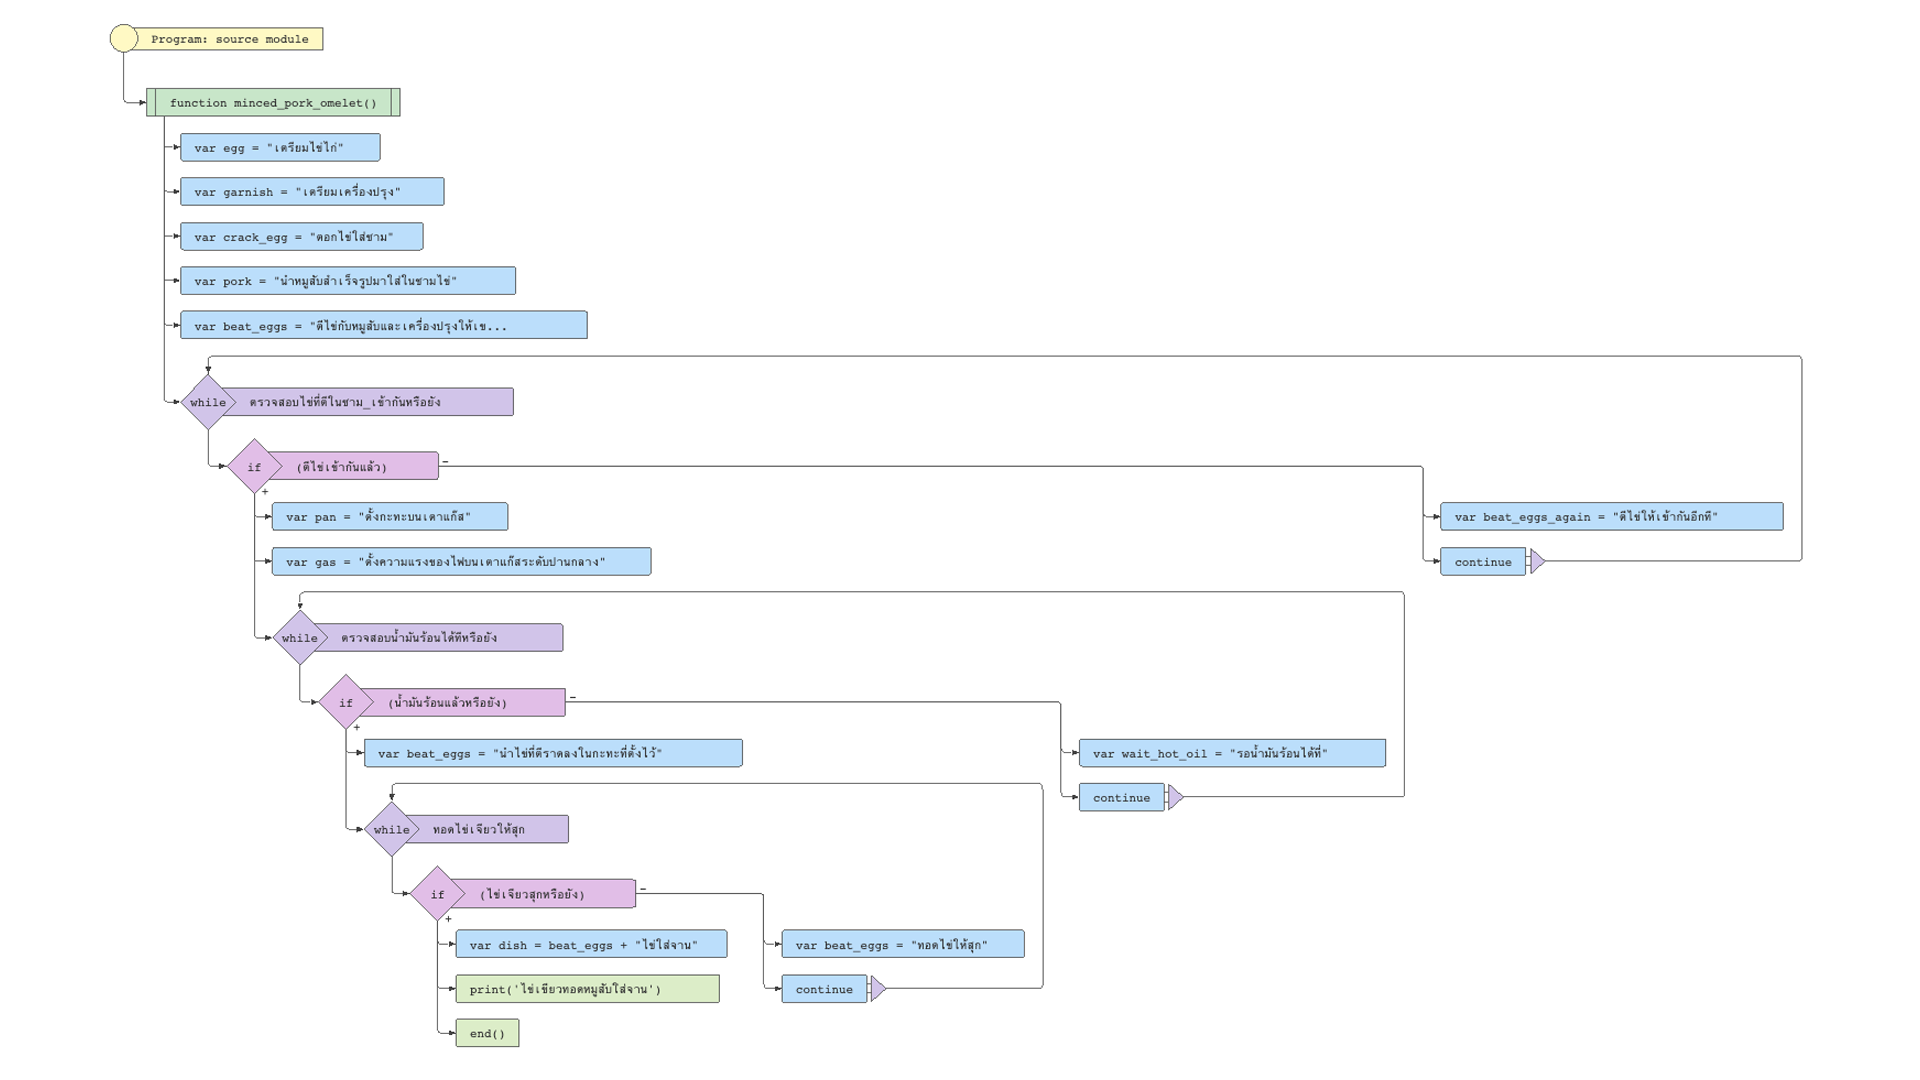 Program: source module
function minced_pork_omelet()
var egg = "เตรียมไข่ไก่"
var garnish = "เตรียมเครื่องปรุง"
var crack_egg = "ตอกไข่ใส่ชาม"
var pork = "นำหมูสับสำเร็จรูปมาใส่ในชามไข่"
var beat_eggs = "ตีไข่กับหมูสับและเครื่องปรุงให้เข...
while ตรวจสอบไข่ที่ตีในชาม_เข้ากันหรือยัง
if (ตีไข่เข้ากันแล้ว) -
+
var pan = "ตั้งกะทะบนเตาแก๊ส"
var beat_eggs_again = "ตีไข่ให้เข้ากันอีกที"
var gas = "ตั้งความแรงของไฟบนเตาแก๊สระดับปานกลาง"
continue
while ตรวจสอบน้ำมันร้อนได้ทีหรือยัง
if (น้ำมันร้อนแล้วหรือยัง) -
+
var beat_eggs = "นำไข่ที่ตีราดลงในกะทะที่ตั้งไว้"
var wait_hot_oil = "รอน้ำมันร้อนได้ที่"
continue
while ทอดไข่เจียวให้สุก
if (ไข่เจียวสุกหรือยัง) -
+
var dish = beat_eggs + "ไข่ใส่จาน"
var beat_eggs = "ทอดไข่ให้สุก"
print('ไข่เขียวทอดหมูสับใส่จาน')
continue
end()